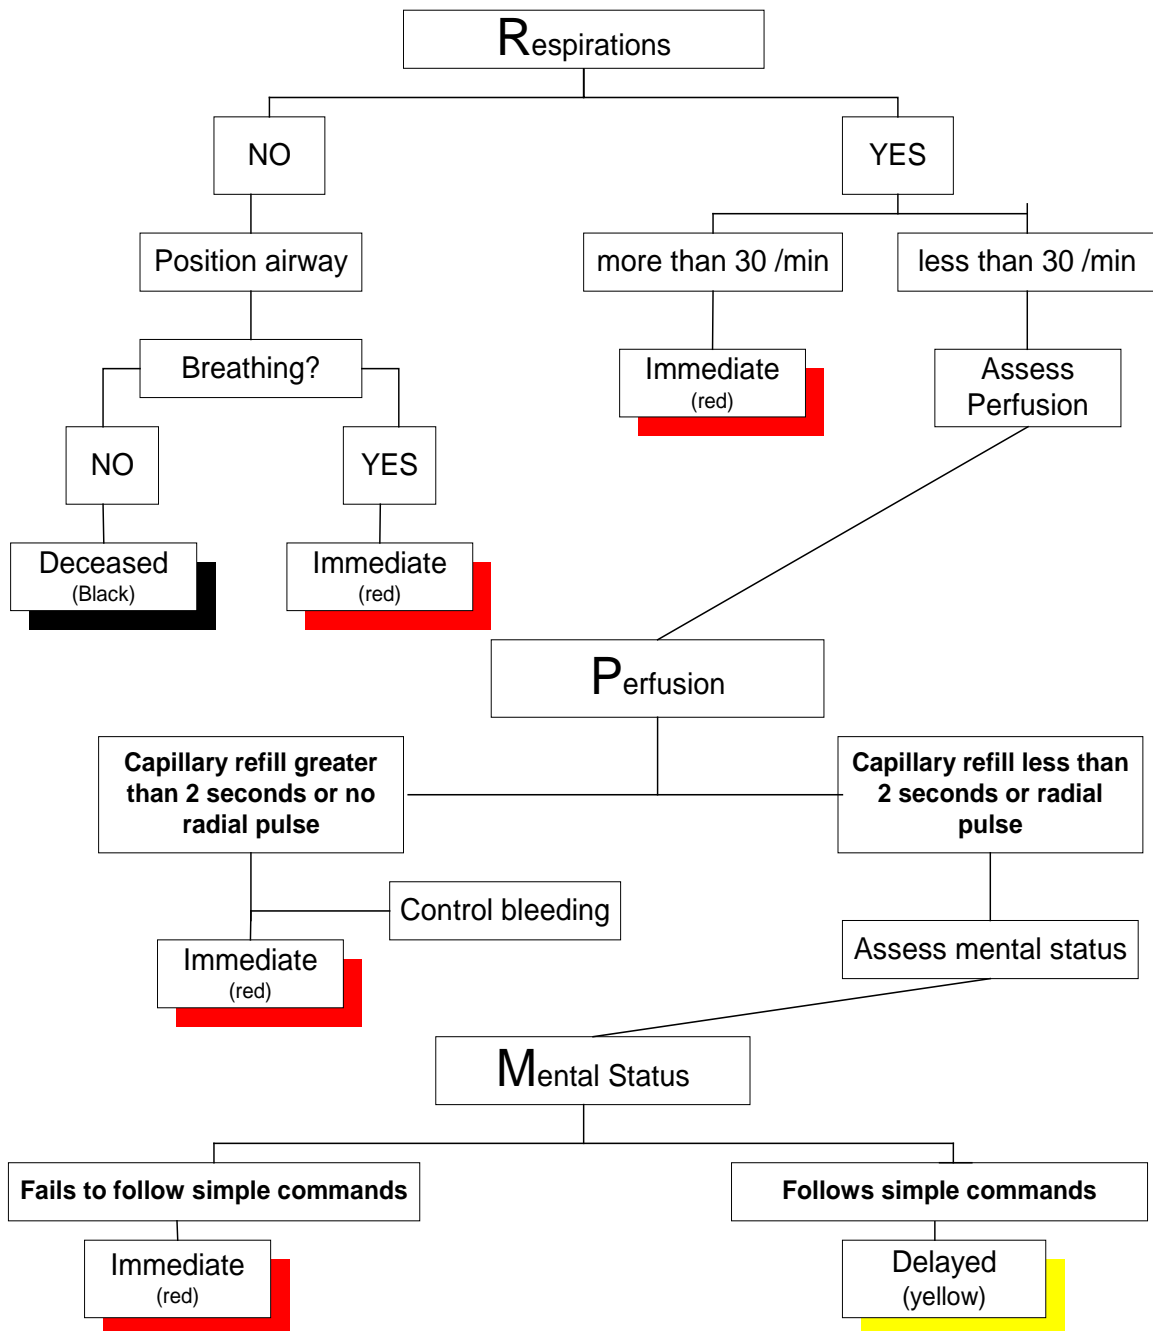 Respirations
NO
YES
Position airway
more than 30 /min
less than 30 /min
Breathing?
Immediate
(red)
Assess
Perfusion
NO
YES
Deceased
(Black)
Immediate
(red)
Perfusion
Capillary refill greater
than 2 seconds or no
radial pulse
Capillary refill less than
2 seconds or radial
pulse
Control bleeding
Immediate
(red)
Assess mental status
Mental Status
Fails to follow simple commands
Follows simple commands
Immediate
(red)
Delayed
(yellow)